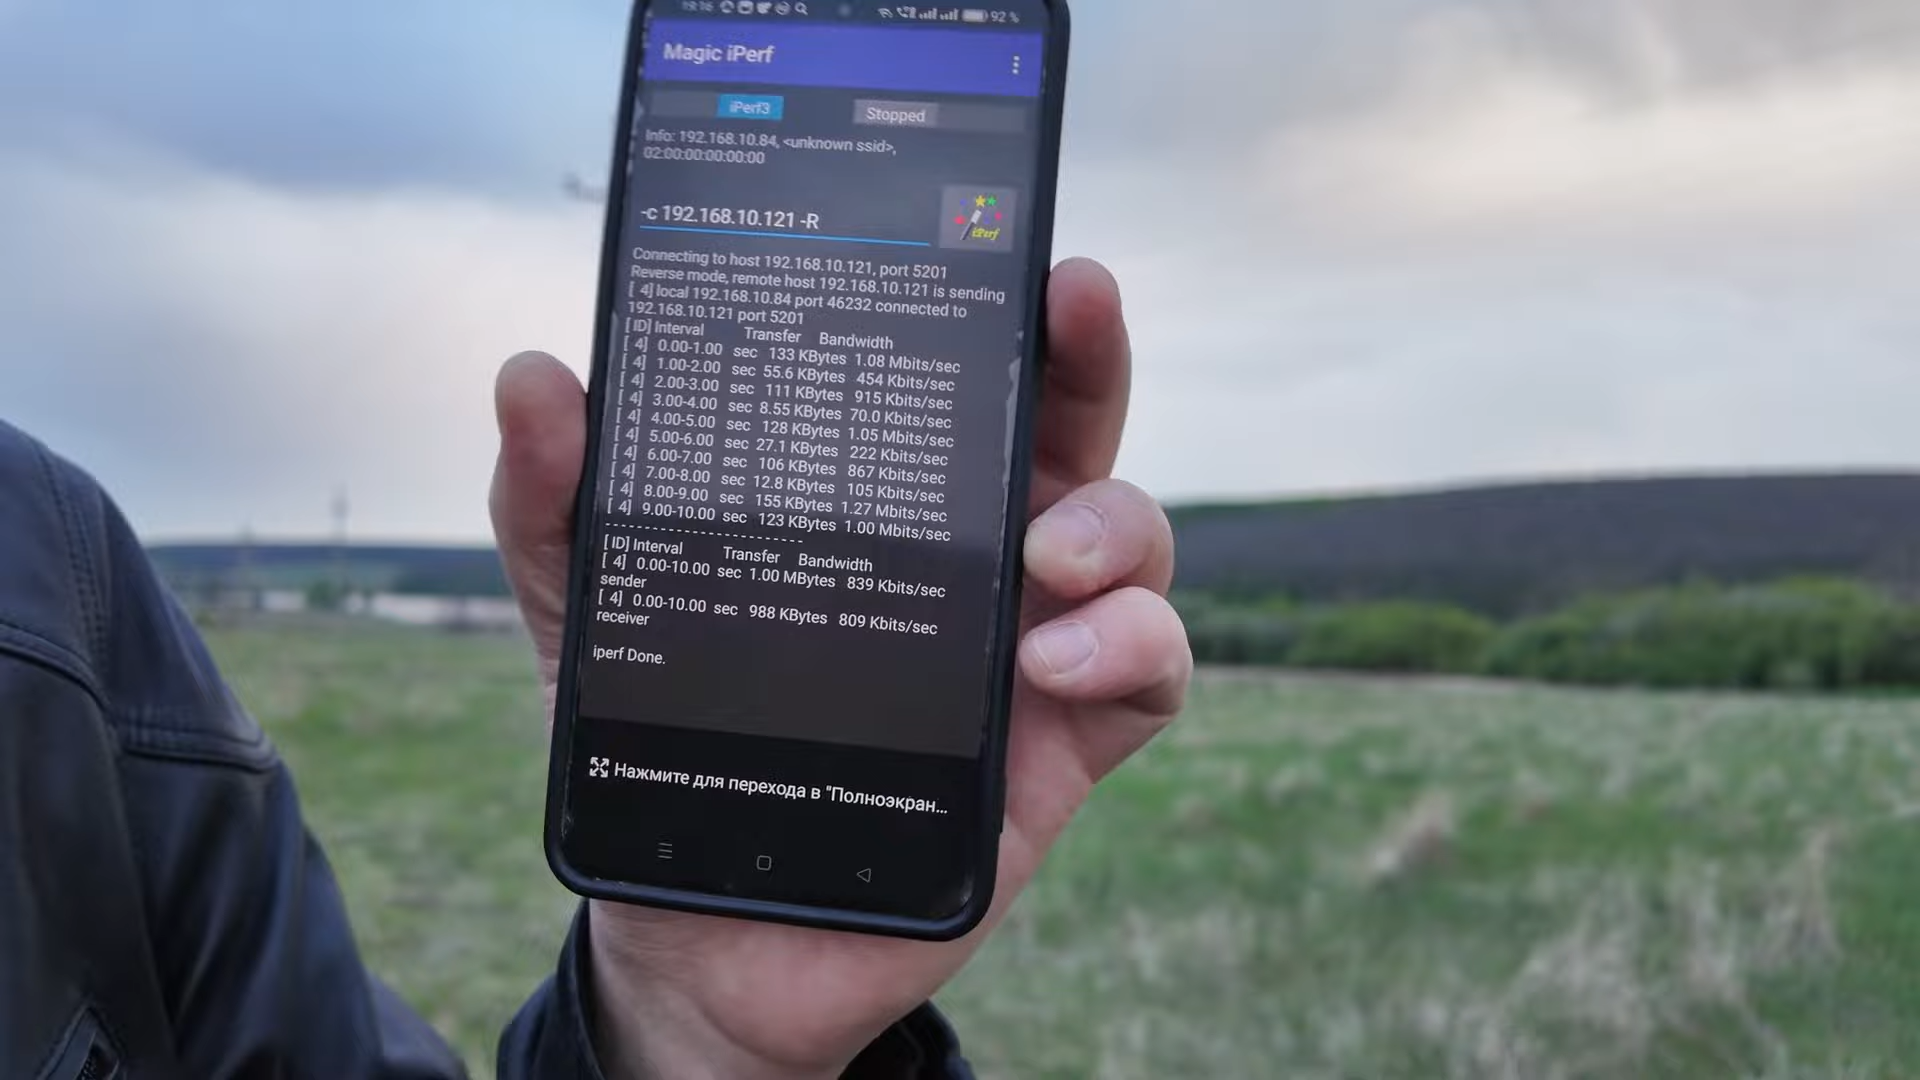 19:16 92 %
Magic iPerf
iPerf3 Stopped
Info: 192.168.10.84, <unknown ssid>,
02:00:00:00:00:00
-c 192.168.10.121 -R
iPerf
Connecting to host 192.168.10.121, port 5201
Reverse mode, remote host 192.168.10.121 is sending
[ 4] local 192.168.10.84 port 46232 connected to
192.168.10.121 port 5201
[ ID] Interval Transfer Bandwidth
[ 4] 0.00-1.00 sec 133 KBytes 1.08 Mbits/sec
[ 4] 1.00-2.00 sec 55.6 KBytes 454 Kbits/sec
[ 4] 2.00-3.00 sec 111 KBytes 915 Kbits/sec
[ 4] 3.00-4.00 sec 8.55 KBytes 70.0 Kbits/sec
[ 4] 4.00-5.00 sec 128 KBytes 1.05 Mbits/sec
[ 4] 5.00-6.00 sec 27.1 KBytes 222 Kbits/sec
[ 4] 6.00-7.00 sec 106 KBytes 867 Kbits/sec
[ 4] 7.00-8.00 sec 12.8 KBytes 105 Kbits/sec
[ 4] 8.00-9.00 sec 155 KBytes 1.27 Mbits/sec
[ 4] 9.00-10.00 sec 123 KBytes 1.00 Mbits/sec
- - - - - - - - - - - - - - - - - - - - - - - - -
[ ID] Interval Transfer Bandwidth
[ 4] 0.00-10.00 sec 1.00 MBytes 839 Kbits/sec
sender
[ 4] 0.00-10.00 sec 988 KBytes 809 Kbits/sec
receiver
iperf Done.
Нажмите для перехода в "Полноэкран...